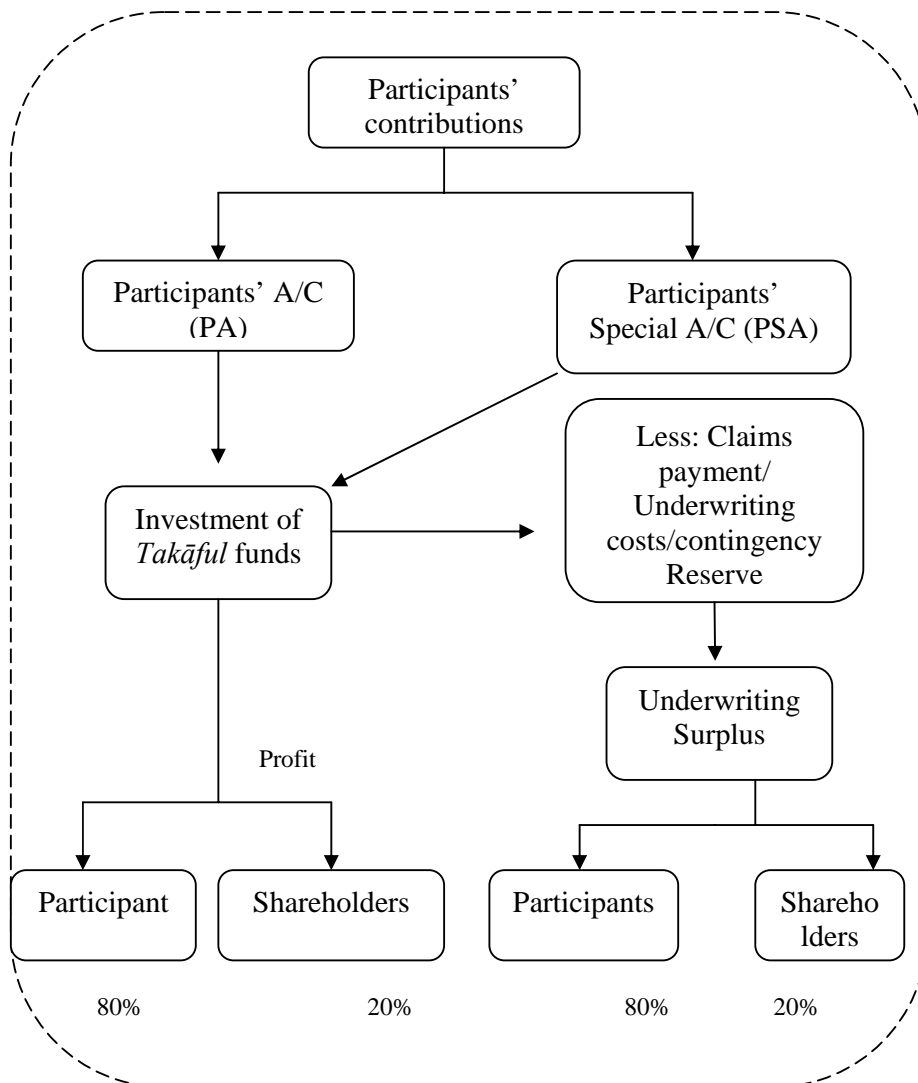 Participants’
contributions
Participants’ A/C
(PA)
Participants’
Special A/C (PSA)
Less: Claims
payment/
Underwriting
costs/contingency
Reserve
Investment of
Takāful funds
Underwriting
Surplus
Profit
Participant
Shareholders
Participants
Shareho
lders
80%
20%
80%
20%